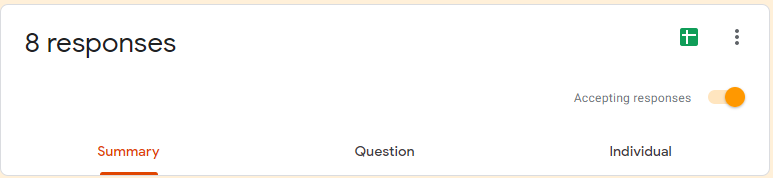 8 responses
Accepting responses
Summary Question Individual